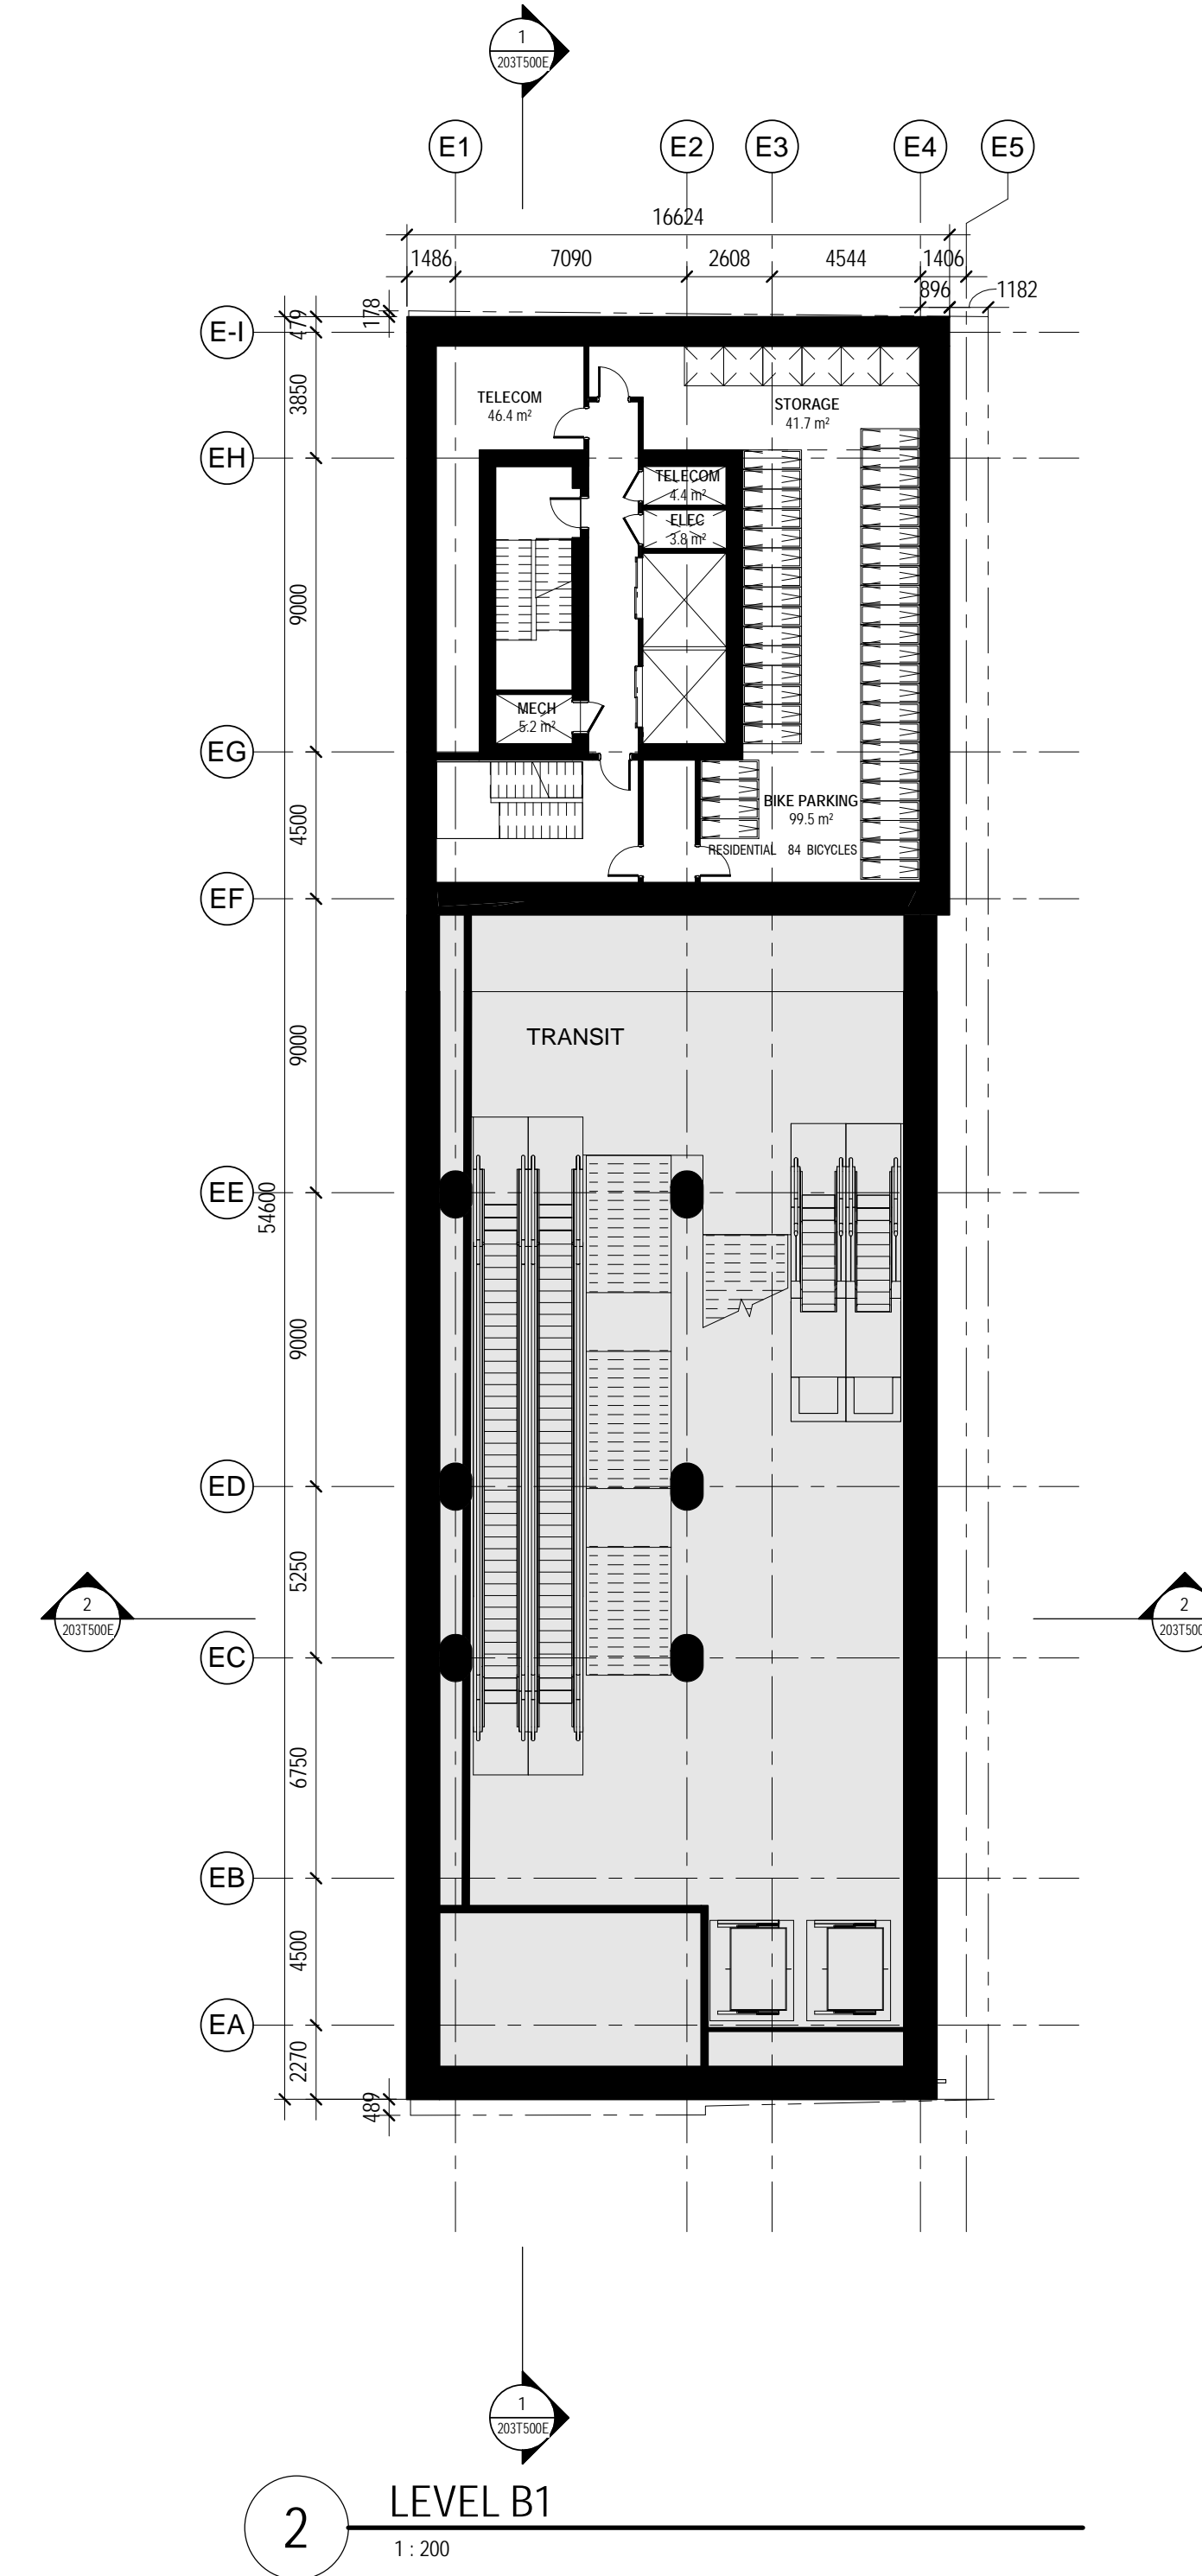 1
203T500E
E1
E2
E3
E4
E5
16624
1486
7090
2608
4544
1406
896
1182
178
479
E-I
3850
TELECOM
46.4 m²
STORAGE
41.7 m²
EH
TELECOM
4.4 m²
ELEC
3.8 m²
9000
MECH
5.2 m²
EG
4500
BIKE PARKING
99.5 m²
RESIDENTIAL 84 BICYCLES
EF
9000
TRANSIT
EE
54600
9000
ED
5250
2
203T500E
2
203T500
EC
6750
EB
4500
EA
2270
489
1
203T500E
2
LEVEL B1
1 : 200